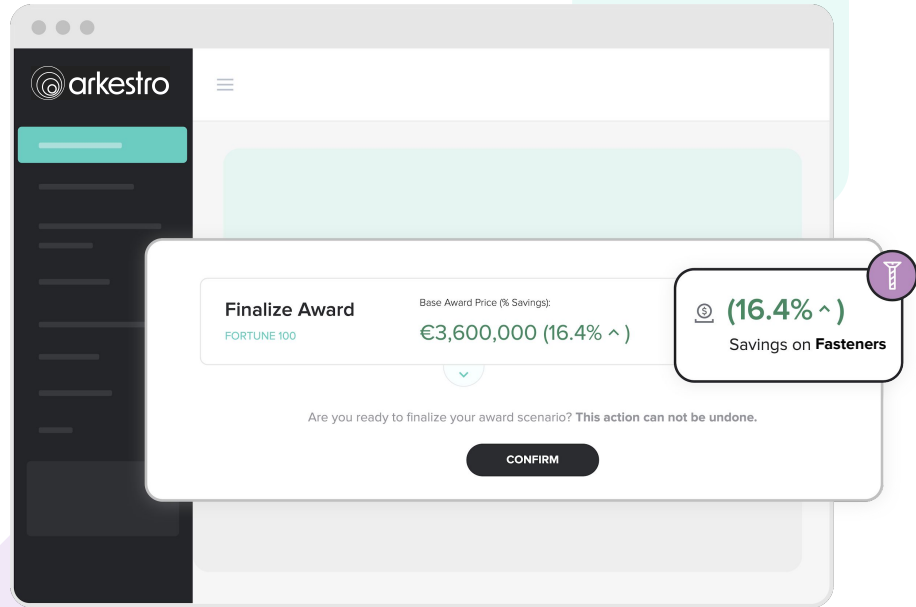 arkestro
Finalize Award
FORTUNE 100
Base Award Price (% Savings):
€3,600,000 (16.4% ^ )
(16.4% ^ )
Savings on Fasteners
Are you ready to finalize your award scenario? This action can not be undone.
CONFIRM